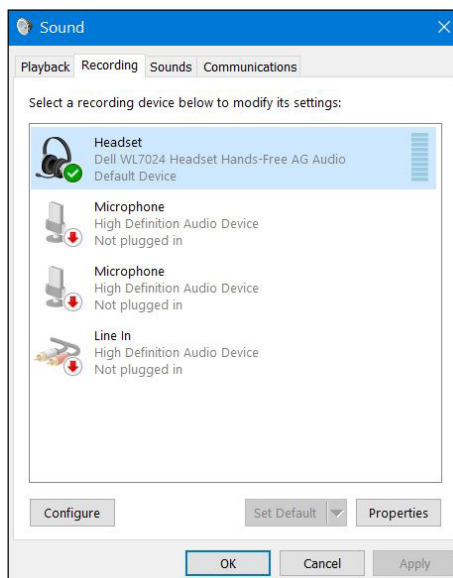 Sound
Playback Recording Sounds Communications
Select a recording device below to modify its settings:
Headset
Dell WL7024 Headset Hands-Free AG Audio
Default Device
Microphone
High Definition Audio Device
Not plugged in
Microphone
High Definition Audio Device
Not plugged in
Line In
High Definition Audio Device
Not plugged in
Configure Set Default Properties
OK Cancel Apply